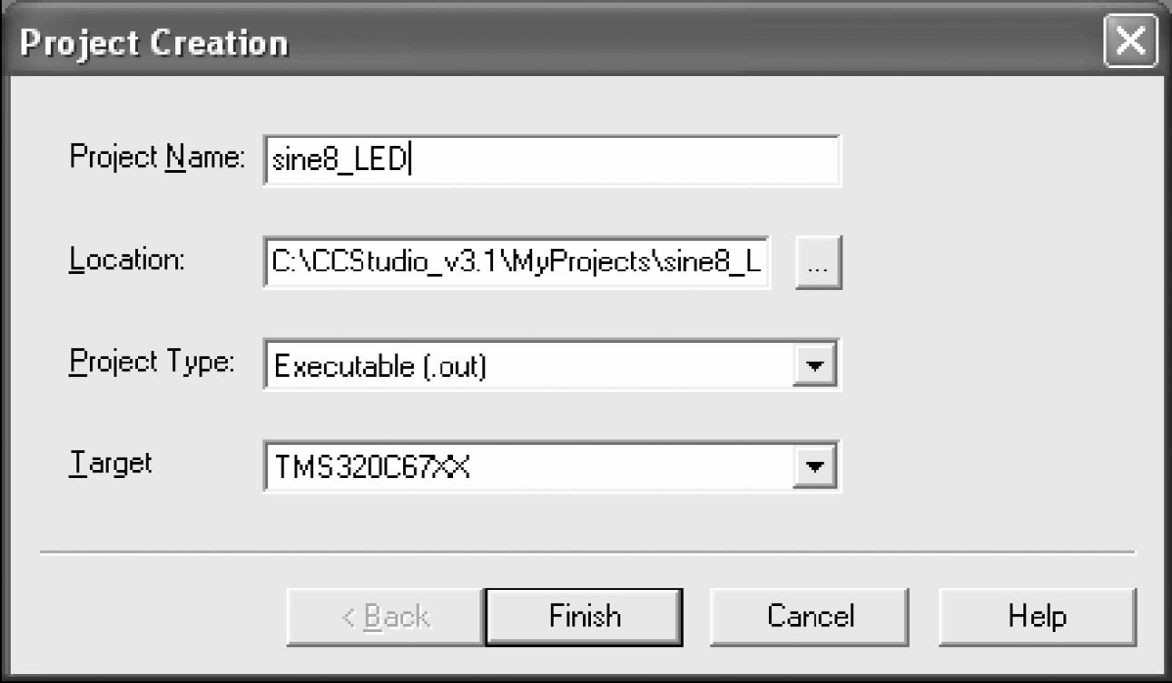 Project Creation
Project Name: sine8_LED
Location: C:\CCStudio_v3.1\MyProjects\sine8_L ...
Project Type: Executable (.out)
Target TMS320C67XX
< Back Finish Cancel Help